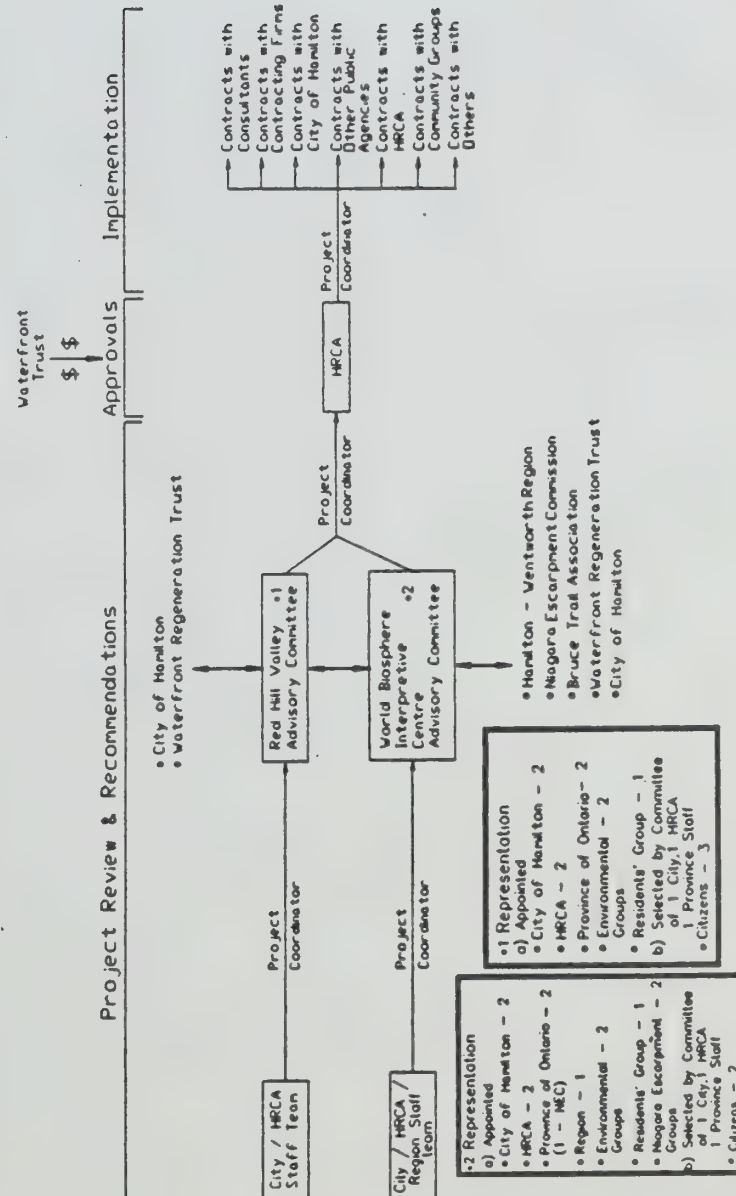 Waterfront
Trust
$ $
Project Review & Recommendations
Approvals
Implementation
• City of Hamilton
• Waterfront Regeneration Trust
City / HRCA
Staff Team
Project
Coordinator
Red Hill Valley •1
Advisory Committee
City / HRCA /
Region Staff
Team
Project
Coordinator
World Biosphere
Interpretive •2
Centre
Advisory Committee
Project
Coordinator
HRCA
Project
Coordinator
Contracts with
Consultants
Contracts with
Contracting Firms
Contracts with
City of Hamilton
Contracts with
Other Public
Agencies
Contracts with
HRCA
Contracts with
Community Groups
Contracts with
Others
• Hamilton - Wentworth Region
• Niagara Escarpment Commission
• Bruce Trail Association
• Waterfront Regeneration Trust
• City of Hamilton
•2 Representation
a) Appointed
• City of Hamilton - 2
• HRCA - 2
• Province of Ontario - 2
(1 - NEC)
• Region - 1
• Environmental - 2
Groups
• Residents' Group - 1
• Niagara Escarpment - 2
Groups
b) Selected by Committee
of 1 City, 1 HRCA
1 Province Staff
• Citizens - 2
•1 Representation
a) Appointed
• City of Hamilton - 2
• HRCA - 2
• Province of Ontario - 2
• Environmental - 2
Groups
• Residents' Group - 1
b) Selected by Committee
of 1 City, 1 HRCA
1 Province Staff
• Citizens - 3